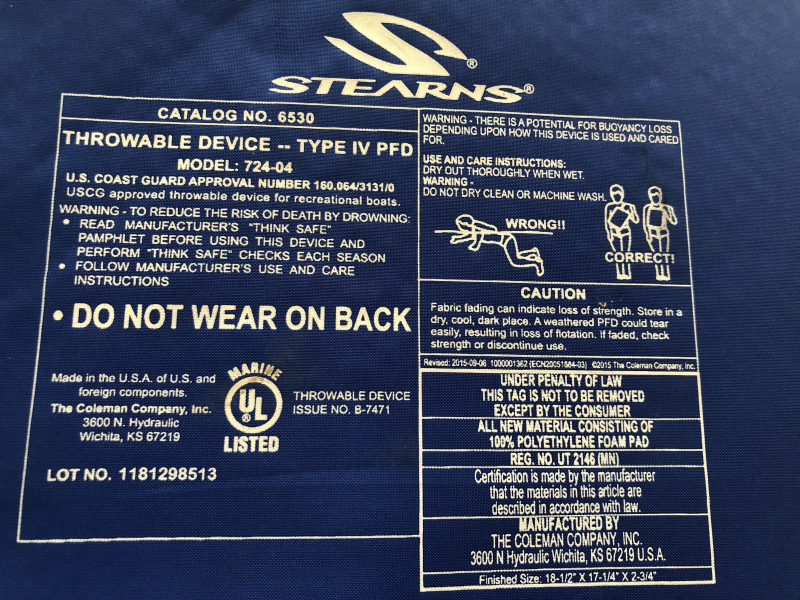 STEARNS®
CATALOG NO. 6530
THROWABLE DEVICE -- TYPE IV PFD
MODEL: 724-04
U.S. COAST GUARD APPROVAL NUMBER 160.064/3131/0
USCG approved throwable device for recreational boats.
WARNING - TO REDUCE THE RISK OF DEATH BY DROWNING:
• READ MANUFACTURER'S "THINK SAFE"
PAMPHLET BEFORE USING THIS DEVICE AND
PERFORM "THINK SAFE" CHECKS EACH SEASON
• FOLLOW MANUFACTURER'S USE AND CARE
INSTRUCTIONS
• DO NOT WEAR ON BACK
Made in the U.S.A. of U.S. and
foreign components.
The Coleman Company, Inc.
3600 N. Hydraulic
Wichita, KS 67219
MARINE
UL®
LISTED
THROWABLE DEVICE
ISSUE NO. B-7471
LOT NO. 1181298513
WARNING - THERE IS A POTENTIAL FOR BUOYANCY LOSS
DEPENDING UPON HOW THIS DEVICE IS USED AND CARED
FOR.
USE AND CARE INSTRUCTIONS:
DRY OUT THOROUGHLY WHEN WET.
WARNING -
DO NOT DRY CLEAN OR MACHINE WASH.
WRONG!!
CORRECT!
CAUTION
Fabric fading can indicate loss of strength. Store in a
dry, cool, dark place. A weathered PFD could tear
easily, resulting in loss of flotation. If faded, check
strength or discontinue use.
Revised: 2015-09-06 1000001362 (ECN20051584-03) ©2015 The Coleman Company, Inc.
UNDER PENALTY OF LAW
THIS TAG IS NOT TO BE REMOVED
EXCEPT BY THE CONSUMER
ALL NEW MATERIAL CONSISTING OF
100% POLYETHYLENE FOAM PAD
REG. NO. UT 2146 (MN)
Certification is made by the manufacturer
that the materials in this article are
described in accordance with law.
MANUFACTURED BY
THE COLEMAN COMPANY, INC.
3600 N Hydraulic Wichita, KS 67219 U.S.A.
Finished Size: 18-1/2" X 17-1/4" X 2-3/4"